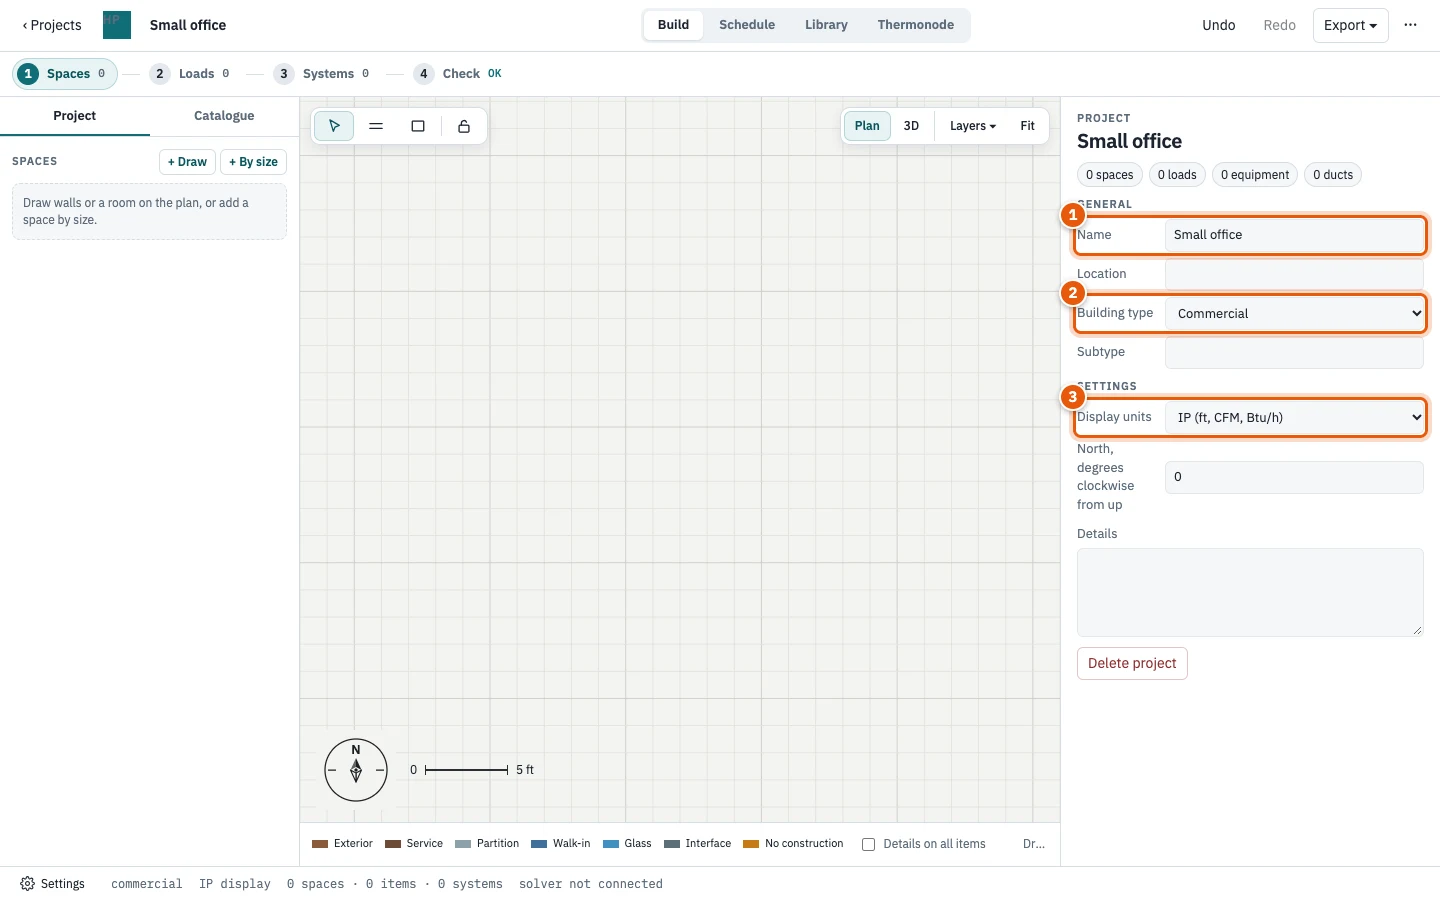 ‹ Projects
HP
Small office
Build
Schedule
Library
Thermonode
Undo
Redo
Export
1 Spaces 0
2 Loads 0
3 Systems 0
4 Check OK
Project
Catalogue
SPACES
+ Draw
+ By size
Draw walls or a room on the plan, or add a
space by size.
Plan
3D
Layers
Fit
N
0
5 ft
Exterior
Service
Partition
Walk-in
Glass
Interface
No construction
Details on all items
Dr...
PROJECT
Small office
0 spaces
0 loads
0 equipment
0 ducts
GENERAL
1
Name
Small office
Location
2
Building type
Commercial
Subtype
SETTINGS
3
Display units
IP (ft, CFM, Btu/h)
North,
degrees
clockwise
from up
0
Details
Delete project
Settings
commercial
IP display
0 spaces · 0 items · 0 systems
solver not connected